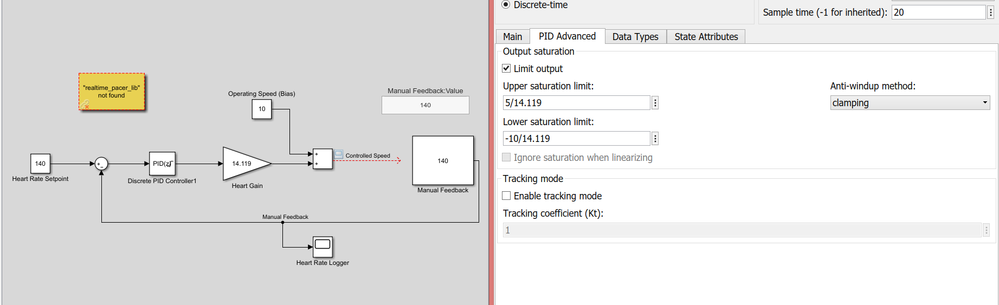 "realtime_pacer_lib"
not found
Operating Speed (Bias)
10
Manual Feedback:Value
140
140
Heart Rate Setpoint
+
−
PID(z)
Discrete PID Controller1
14.119
Heart Gain
+
+
Controlled Speed
140
Manual Feedback
Manual Feedback
Heart Rate Logger
Discrete-time
Sample time (-1 for inherited):
20
Main
PID Advanced
Data Types
State Attributes
Output saturation
Limit output
Upper saturation limit:
5/14.119
Anti-windup method:
clamping
Lower saturation limit:
-10/14.119
Ignore saturation when linearizing
Tracking mode
Enable tracking mode
Tracking coefficient (Kt):
1